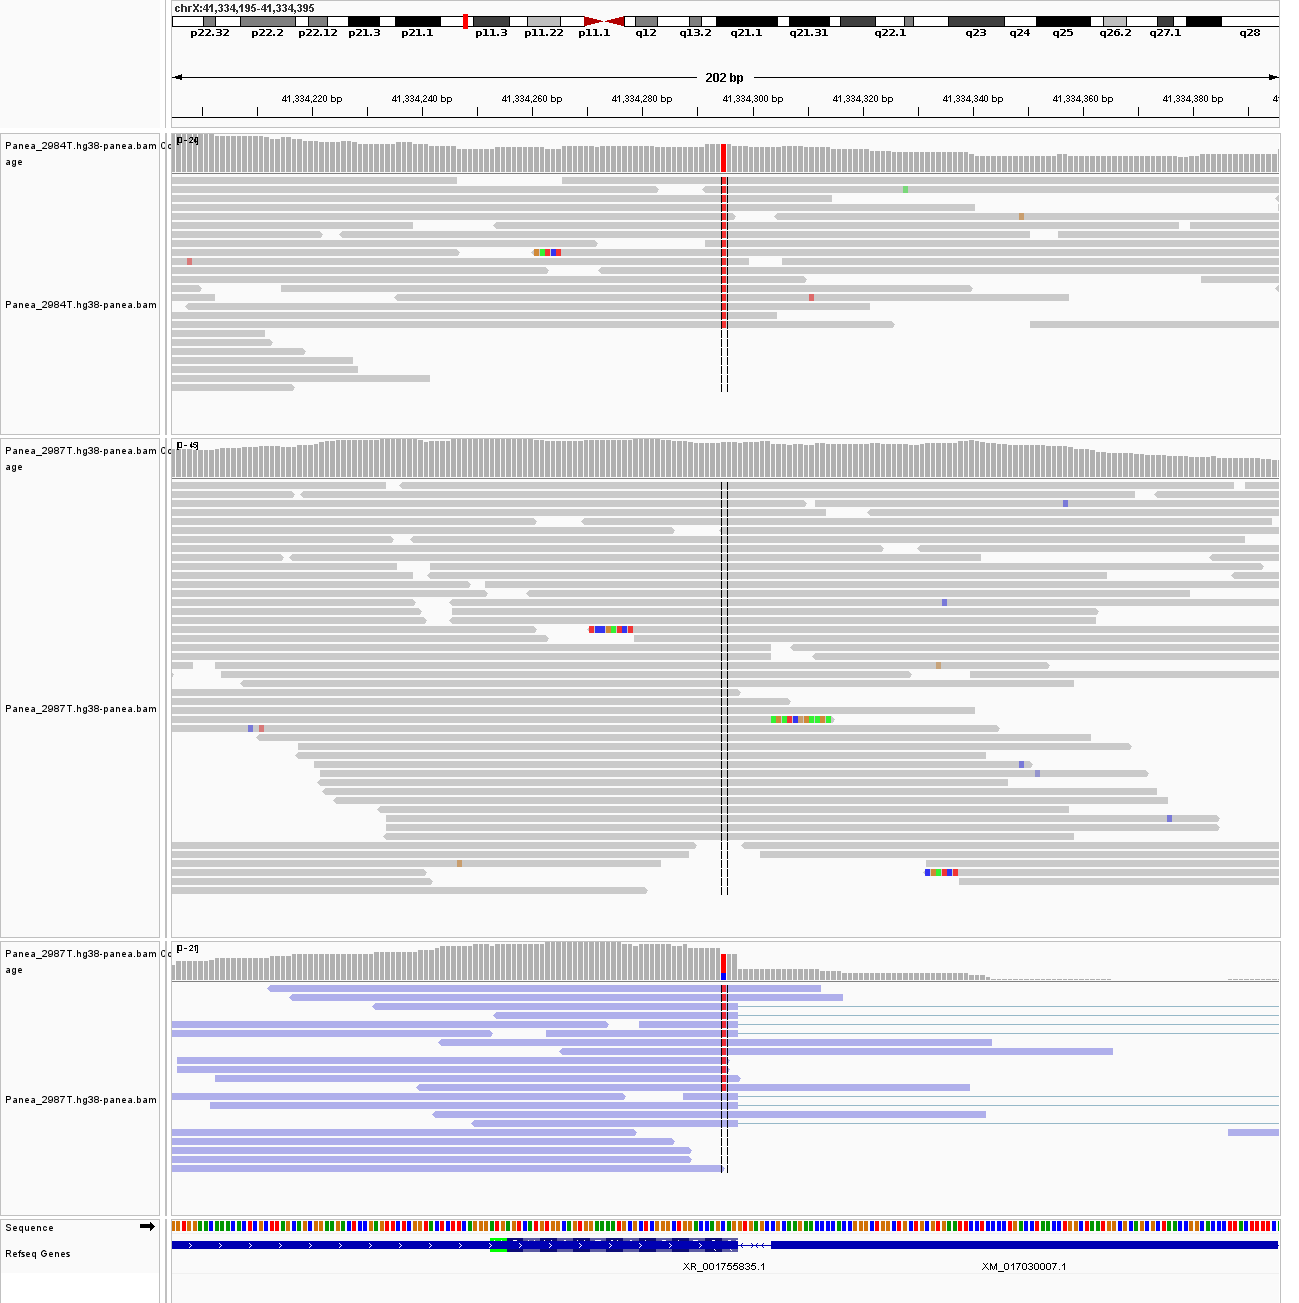 chrX:41,334,195-41,334,395
p22.32 p22.2 p22.12 p21.3 p21.1 p11.3 p11.22 p11.1 q12 q13.2 q21.1 q21.31 q22.1 q23 q24 q25 q26.2 q27.1 q28
202 bp
41,334,220 bp 41,334,240 bp 41,334,260 bp 41,334,280 bp 41,334,300 bp 41,334,320 bp 41,334,340 bp 41,334,360 bp 41,334,380 bp
Panea_2984T.hg38-panea.bam Co
age
[0 - 24]
Panea_2984T.hg38-panea.bam
Panea_2987T.hg38-panea.bam Co
age
[0 - 45]
Panea_2987T.hg38-panea.bam
Panea_2987T.hg38-panea.bam Co
age
[0 - 21]
Panea_2987T.hg38-panea.bam
Sequence
Refseq Genes
XR_001755835.1 XM_017030007.1